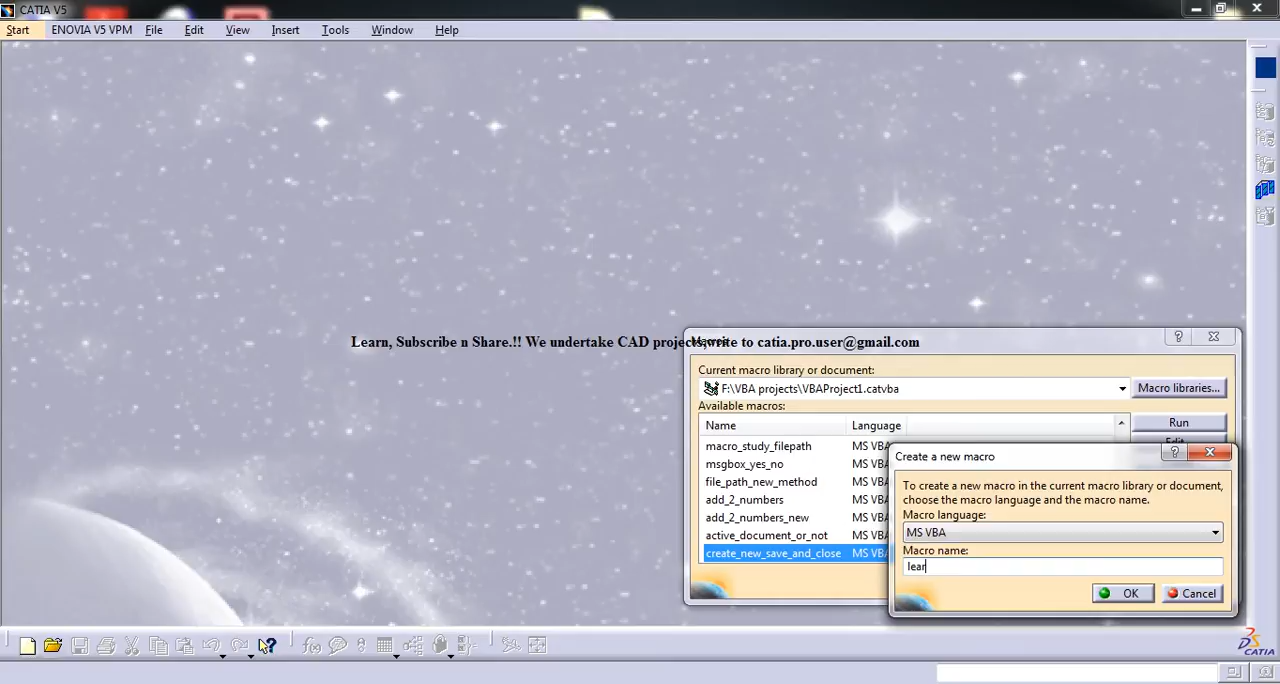 CATIA V5
Start ENOVIA V5 VPM File Edit View Insert Tools Window Help
Learn, Subscribe n Share.!! We undertake CAD projects,write to catia.pro.user@gmail.com
Current macro library or document:
F:\VBA projects\VBAProject1.catvba
Macro libraries...
Available macros:
Name Language
Run
macro_study_filepath MS VBA
msgbox_yes_no MS VBA
file_path_new_method MS VBA
add_2_numbers MS VBA
add_2_numbers_new MS VBA
active_document_or_not MS VBA
create_new_save_and_close MS VBA
Create a new macro
To create a new macro in the current macro library or document,
choose the macro language and the macro name.
Macro language:
MS VBA
Macro name:
lear
OK Cancel
f(x)
DS CATIA